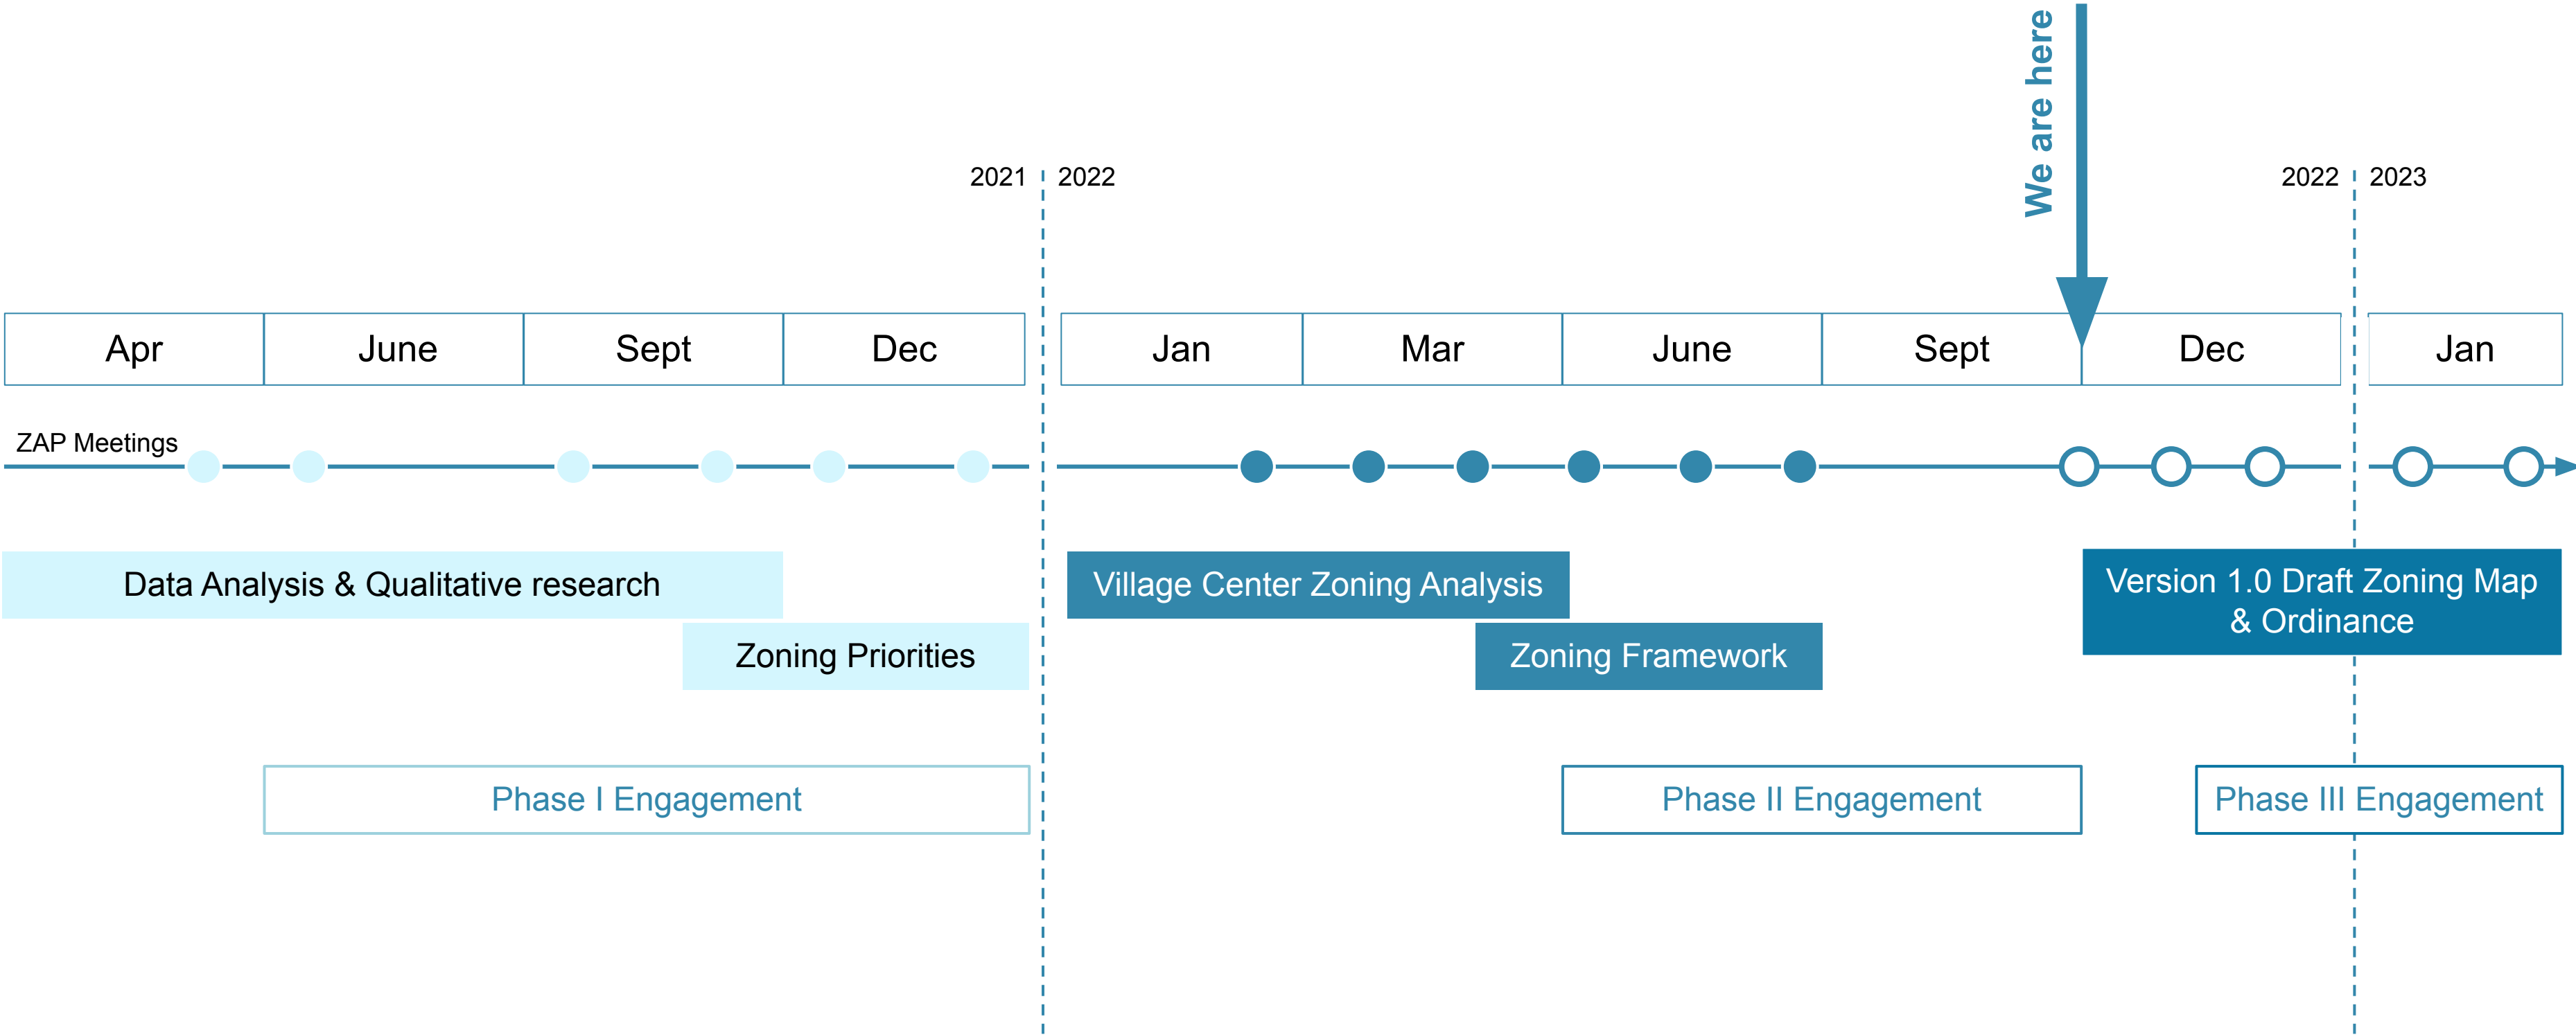 We are here
2021
2022
2022
2023
Apr
June
Sept
Dec
Jan
Mar
June
Sept
Dec
Jan
ZAP Meetings
Data Analysis & Qualitative research
Village Center Zoning Analysis
Version 1.0 Draft Zoning Map
& Ordinance
Zoning Priorities
Zoning Framework
Phase I Engagement
Phase II Engagement
Phase III Engagement